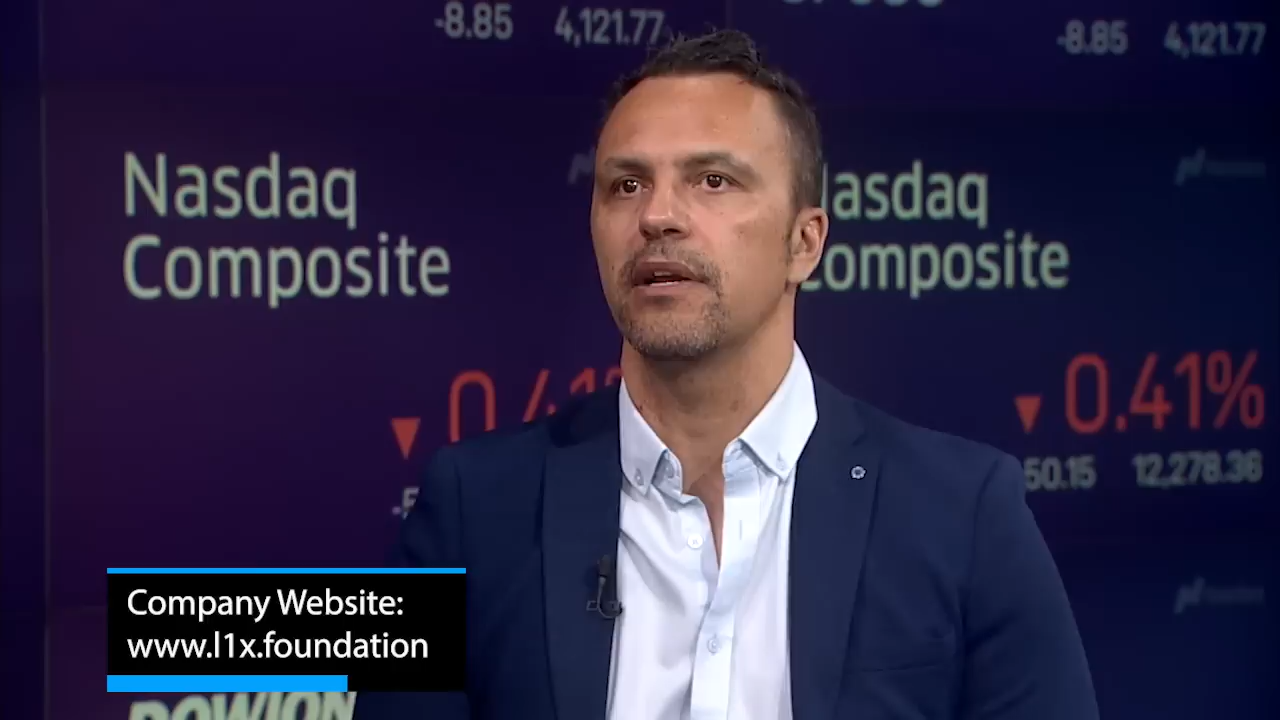 -8.85 4,121.77
-8.85 4,121.77
Nasdaq
Composite
Nasdaq
Composite
▼ 0.41%
50.15 12,278.36
Company Website:
www.l1x.foundation